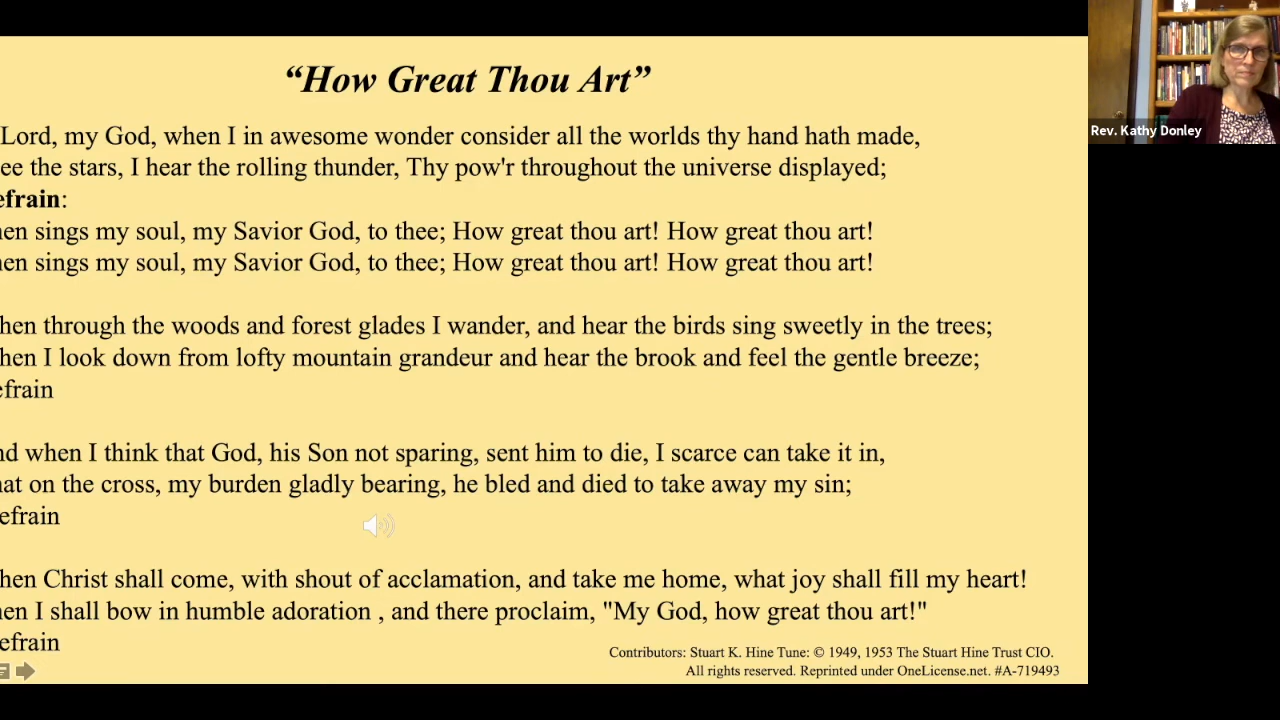 “How Great Thou Art”
Rev. Kathy Donley
Lord, my God, when I in awesome wonder consider all the worlds thy hand hath made,
ee the stars, I hear the rolling thunder, Thy pow'r throughout the universe displayed;
efrain:
en sings my soul, my Savior God, to thee; How great thou art! How great thou art!
en sings my soul, my Savior God, to thee; How great thou art! How great thou art!
hen through the woods and forest glades I wander, and hear the birds sing sweetly in the trees;
hen I look down from lofty mountain grandeur and hear the brook and feel the gentle breeze;
efrain
nd when I think that God, his Son not sparing, sent him to die, I scarce can take it in,
at on the cross, my burden gladly bearing, he bled and died to take away my sin;
efrain
hen Christ shall come, with shout of acclamation, and take me home, what joy shall fill my heart!
en I shall bow in humble adoration , and there proclaim, "My God, how great thou art!"
efrain
Contributors: Stuart K. Hine Tune: © 1949, 1953 The Stuart Hine Trust CIO.
All rights reserved. Reprinted under OneLicense.net. #A-719493